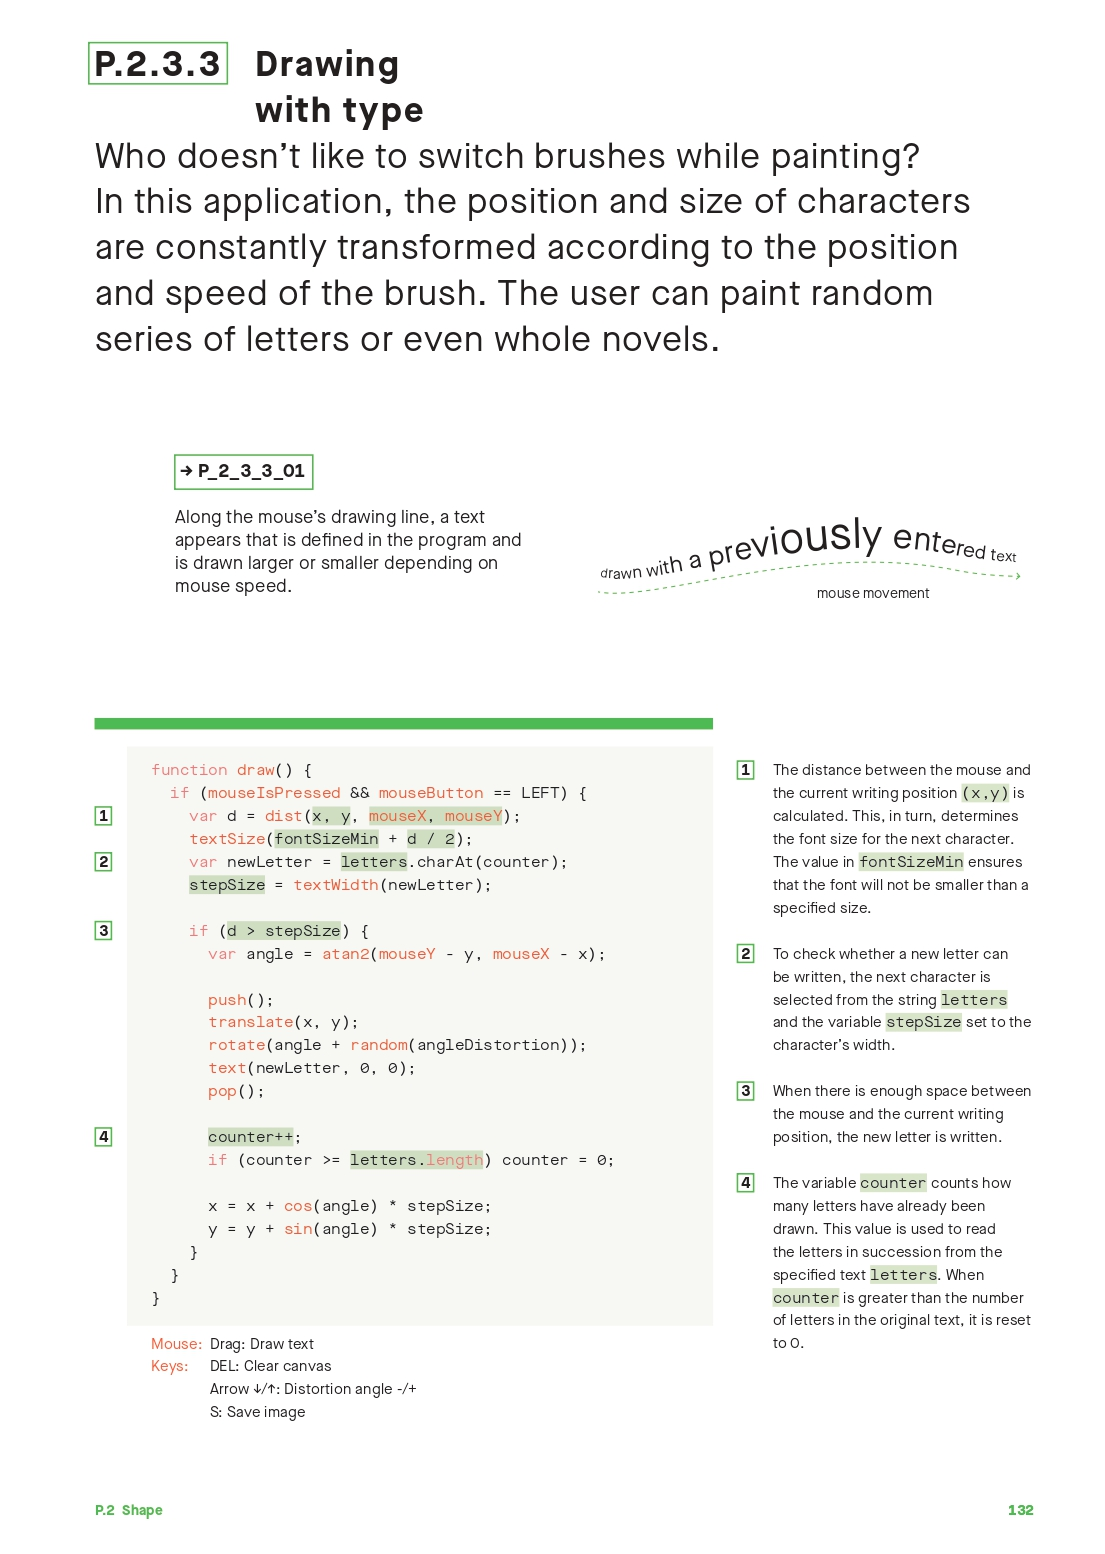 P.2.3.3 Drawing
with type
Who doesn’t like to switch brushes while painting?
In this application, the position and size of characters
are constantly transformed according to the position
and speed of the brush. The user can paint random
series of letters or even whole novels.
→ P_2_3_3_01
Along the mouse’s drawing line, a text
appears that is defined in the program and
is drawn larger or smaller depending on
mouse speed.
drawn with a previously entered text
mouse movement
function draw() {
  if (mouseIsPressed && mouseButton == LEFT) {
1     var d = dist(x, y, mouseX, mouseY);
    textSize(fontSizeMin + d / 2);
2     var newLetter = letters.charAt(counter);
    stepSize = textWidth(newLetter);
3     if (d > stepSize) {
      var angle = atan2(mouseY - y, mouseX - x);
      push();
      translate(x, y);
      rotate(angle + random(angleDistortion));
      text(newLetter, 0, 0);
      pop();
4       counter++;
      if (counter >= letters.length) counter = 0;
      x = x + cos(angle) * stepSize;
      y = y + sin(angle) * stepSize;
    }
  }
}
Mouse: Drag: Draw text
Keys: DEL: Clear canvas
Arrow ↓/↑: Distortion angle -/+
S: Save image
1 The distance between the mouse and
the current writing position (x,y) is
calculated. This, in turn, determines
the font size for the next character.
The value in fontSizeMin ensures
that the font will not be smaller than a
specified size.
2 To check whether a new letter can
be written, the next character is
selected from the string letters
and the variable stepSize set to the
character’s width.
3 When there is enough space between
the mouse and the current writing
position, the new letter is written.
4 The variable counter counts how
many letters have already been
drawn. This value is used to read
the letters in succession from the
specified text letters. When
counter is greater than the number
of letters in the original text, it is reset
to 0.
P.2 Shape
132